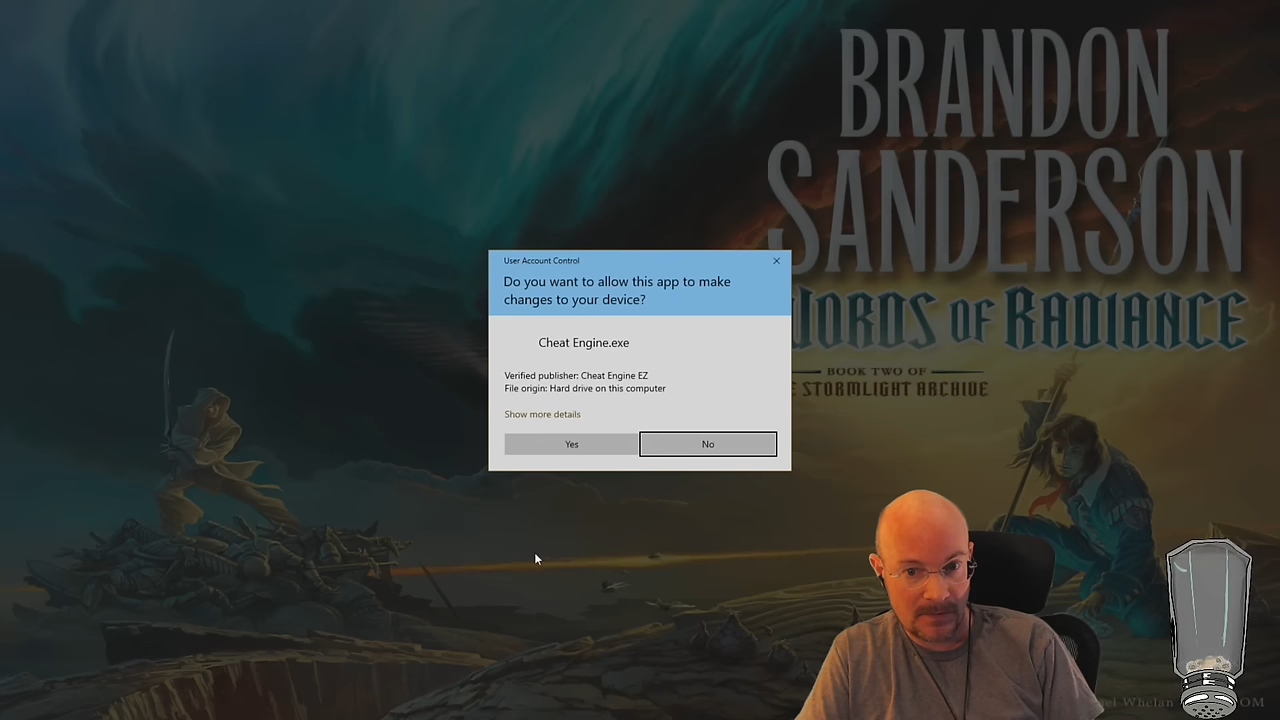 BRANDON
SANDERSON
WORDS OF RADIANCE
BOOK TWO OF
STORMLIGHT ARCHIVE
User Account Control
Do you want to allow this app to make
changes to your device?
Cheat Engine.exe
Verified publisher: Cheat Engine EZ
File origin: Hard drive on this computer
Show more details
Yes
No
Whelan
OM